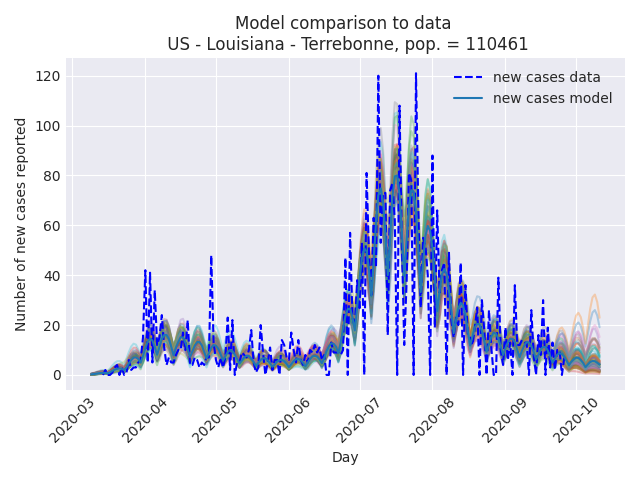 Model comparison to data
US - Louisiana - Terrebonne, pop. = 110461
new cases data
new cases model
Number of new cases reported
120
100
80
60
40
20
0
2020-03
2020-04
2020-05
2020-06
2020-07
2020-08
2020-09
2020-10
Day